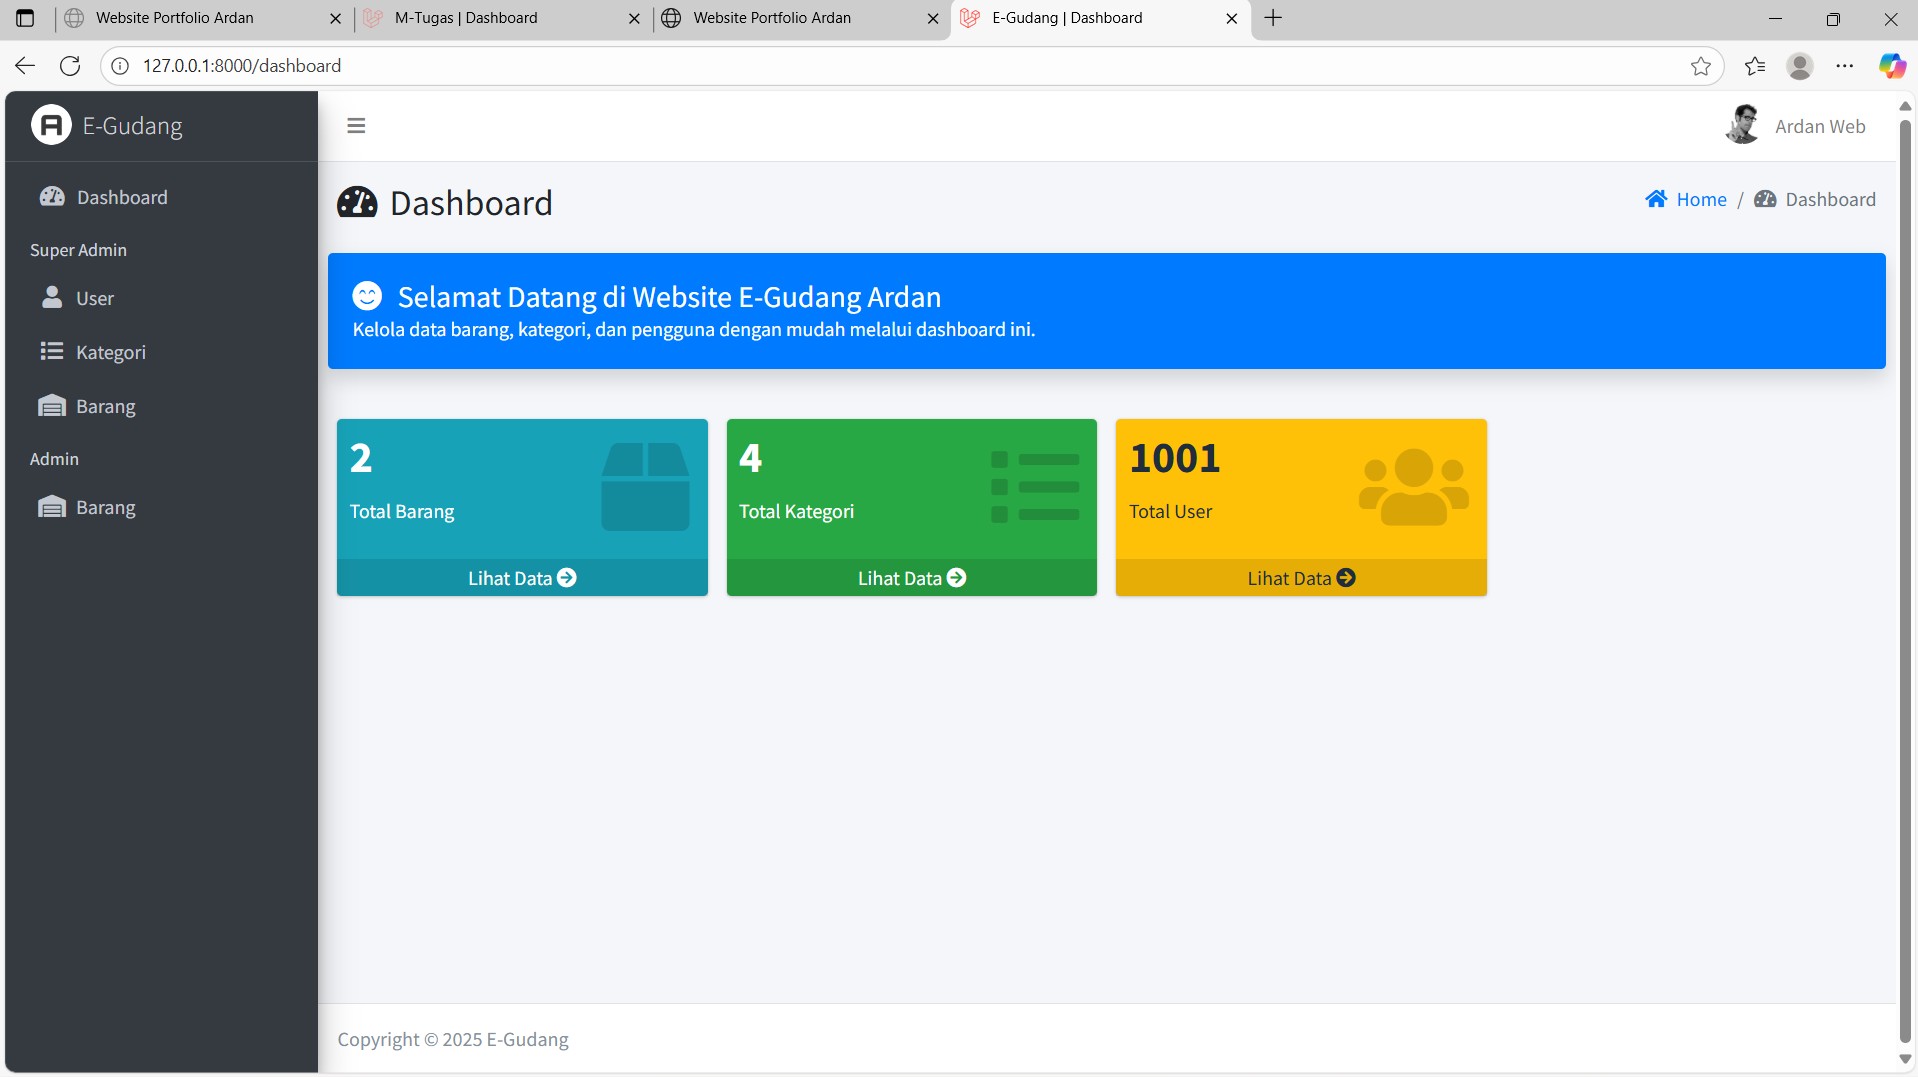 Website Portfolio Ardan
M-Tugas | Dashboard
Website Portfolio Ardan
E-Gudang | Dashboard
127.0.0.1:8000/dashboard
A E-Gudang
Ardan Web
Dashboard
Super Admin
User
Kategori
Barang
Admin
Barang
Dashboard
Home / Dashboard
Selamat Datang di Website E-Gudang Ardan
Kelola data barang, kategori, dan pengguna dengan mudah melalui dashboard ini.
2
Total Barang
Lihat Data
4
Total Kategori
Lihat Data
1001
Total User
Lihat Data
Copyright © 2025 E-Gudang